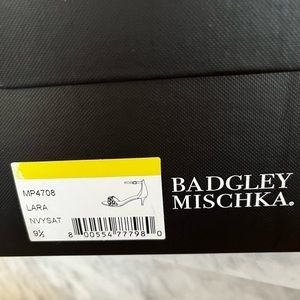 MP4708
LARA
NVYSAT
9½
8 00554 77798 0
BADGLEY
MISCHKA®